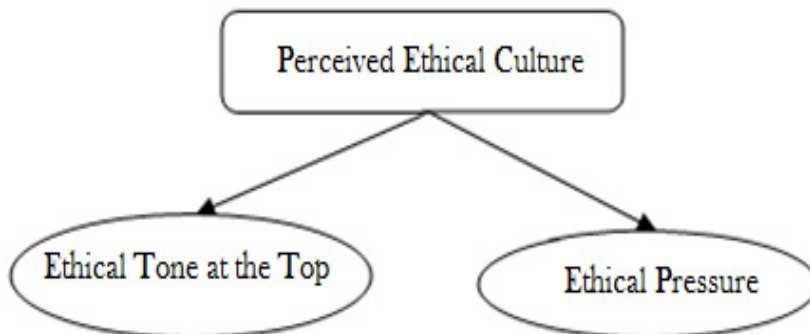 Perceived Ethical Culture
Ethical Tone at the Top
Ethical Pressure